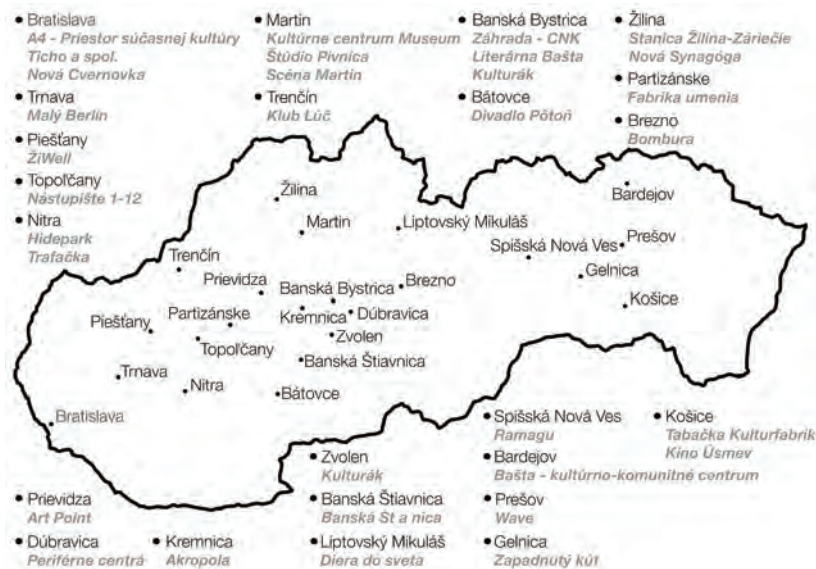 Bratislava
A4 - Priestor súčasnej kultúry
Ticho a spol.
Nová Cvernovka
Trnava
Malý Berlín
Piešťany
ŽiWell
Topoľčany
Nástupište 1-12
Nitra
Hidepark
Trafačka
Martin
Kultúrne centrum Museum
Štúdio Pivnica
Scéna Martin
Trenčín
Klub Lúč
Banská Bystrica
Záhrada - CNK
Literárna Bašta
Kulturák
Bátovce
Divadlo Pôtoň
Žilina
Stanica Žilina-Záriečie
Nová Synagóga
Partizánske
Fabrika umenia
Brezno
Bombura
Žilina
Martin
Liptovský Mikuláš
Bardejov
Prešov
Spišská Nová Ves
Gelnica
Košice
Trenčín
Prievidza
Banská Bystrica
Brezno
Partizánske
Kremnica
Dúbravica
Piešťany
Topoľčany
Zvolen
Banská Štiavnica
Trnava
Nitra
Bátovce
Bratislava
Spišská Nová Ves
Ramagu
Košice
Tabačka Kulturfabrik
Kino Úsmev
Zvolen
Kulturák
Bardejov
Bašta - kultúrno-komunitné centrum
Prievidza
Art Point
Banská Štiavnica
Banská St a nica
Prešov
Wave
Dúbravica
Periférne centrá
Kremnica
Akropola
Liptovský Mikuláš
Diera do sveta
Gelnica
Zapadnutý kút